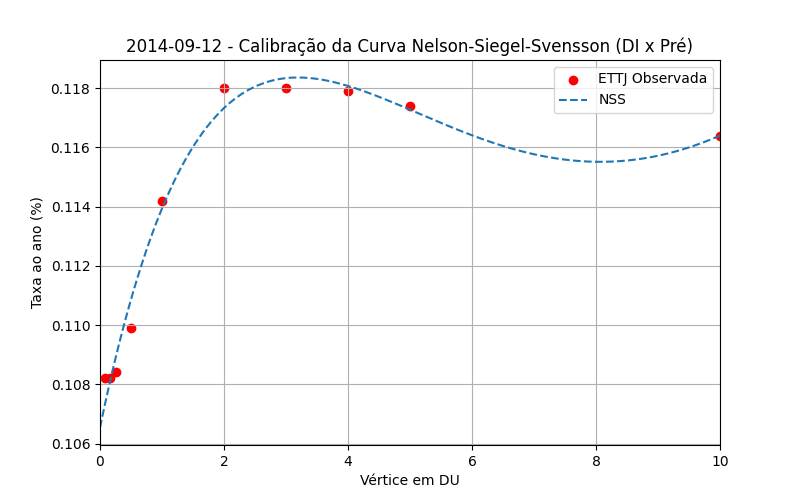 2014-09-12 - Calibração da Curva Nelson-Siegel-Svensson (DI x Pré)
ETTJ Observada
NSS
Taxa ao ano (%)
0.118
0.116
0.114
0.112
0.110
0.108
0.106
0 2 4 6 8 10
Vértice em DU